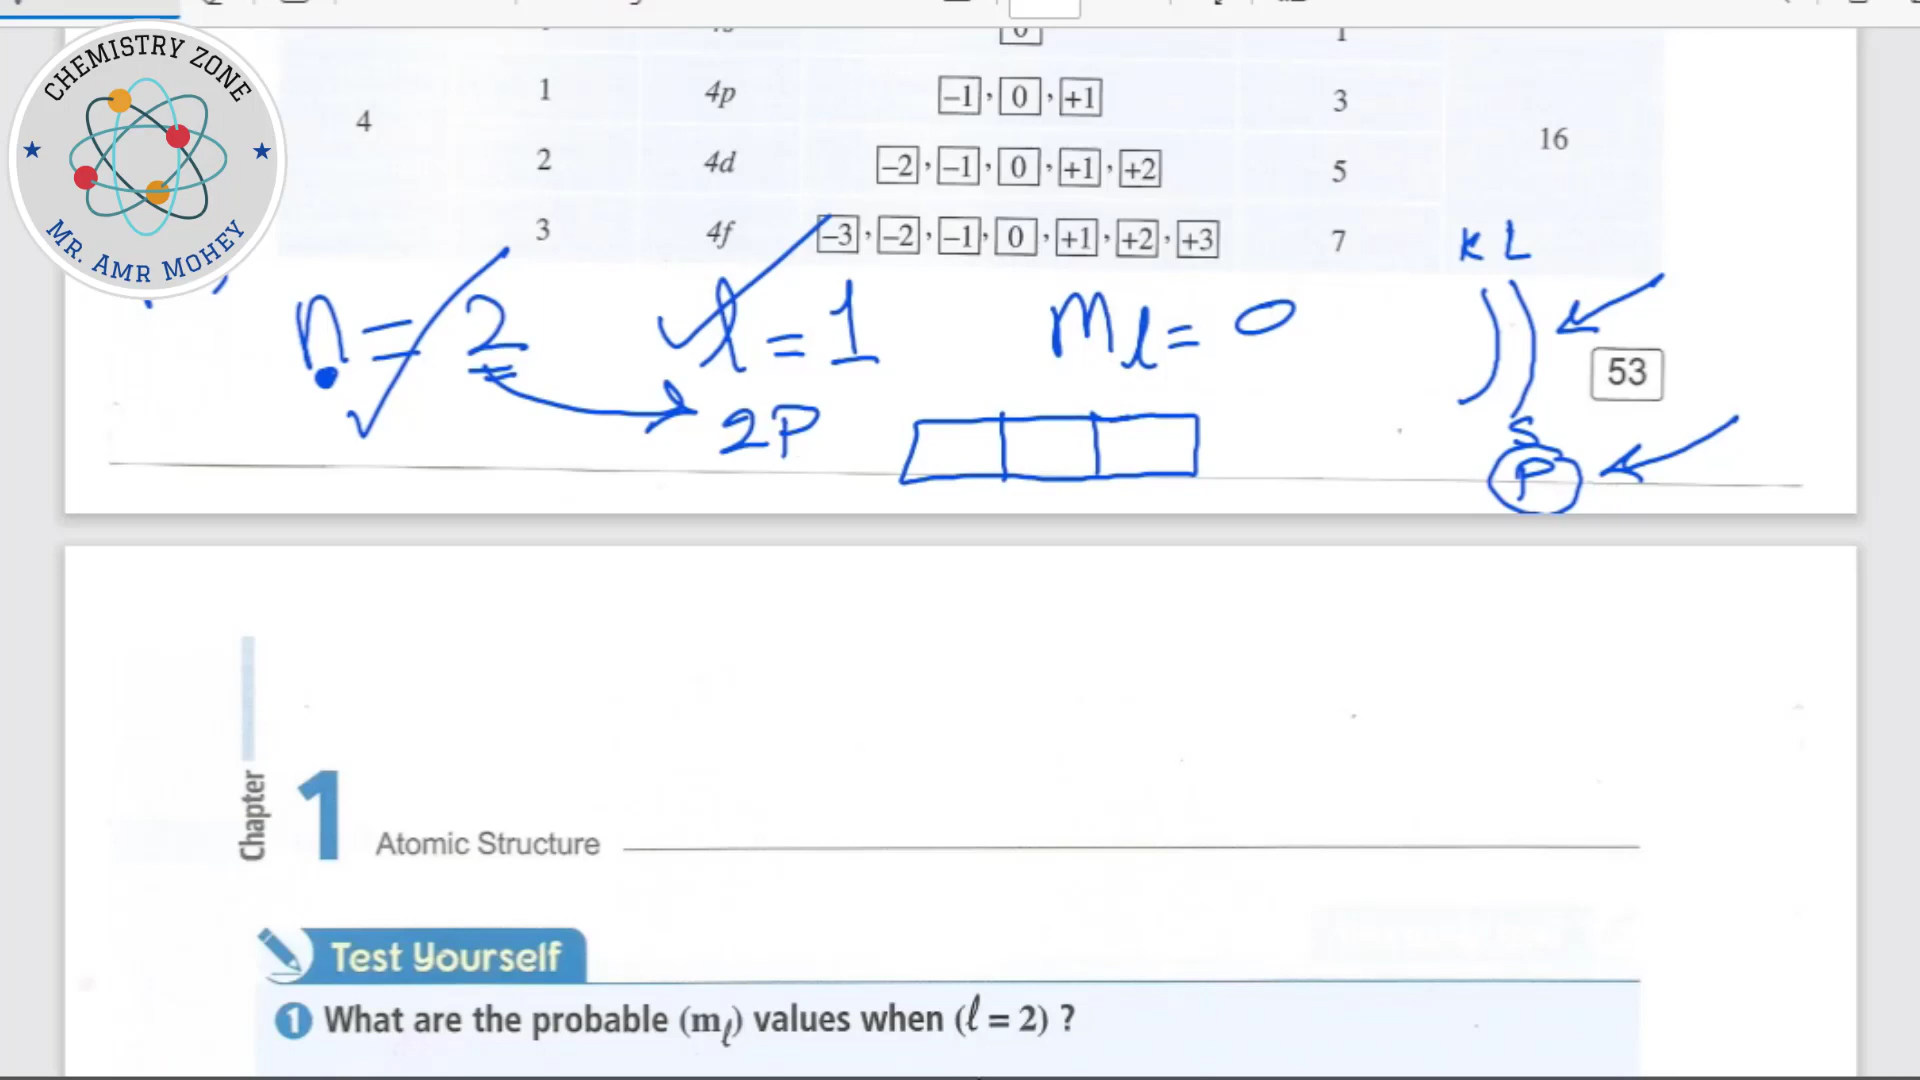 CHEMISTRY ZONE
MR. AMR MOHEY
0 1
4 1 4p -1 , 0 , +1 3 16
2 4d -2 , -1 , 0 , +1 , +2 5
3 4f -3 , -2 , -1 , 0 , +1 , +2 , +3 7
K L
n = 2 ℓ = 1 mℓ = 0
53
2P
S
P
Chapter 1
Atomic Structure
Test Yourself
1 What are the probable (mℓ) values when (ℓ = 2) ?